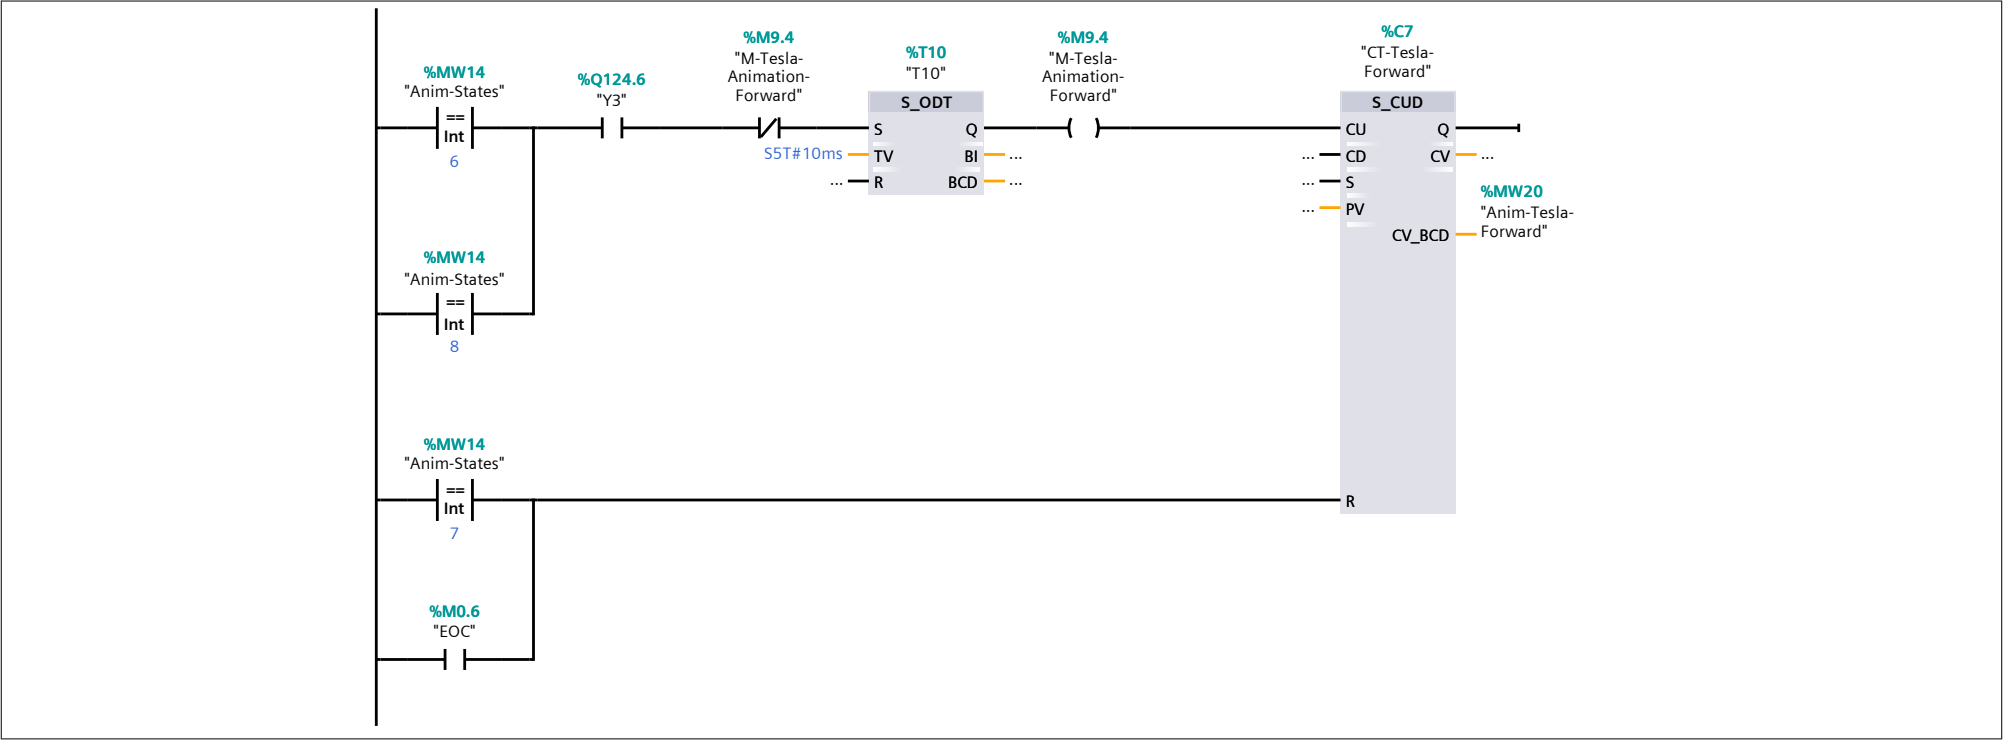 %MW14
"Anim-States"
==
Int
6
%Q124.6
"Y3"
%M9.4
"M-Tesla-
Animation-
Forward"
%T10
"T10"
S_ODT
S
Q
S5T#10ms
TV
BI
...
...
R
BCD
...
%M9.4
"M-Tesla-
Animation-
Forward"
%C7
"CT-Tesla-
Forward"
S_CUD
CU
Q
...
CD
CV
...
...
S
...
PV
%MW20
"Anim-Tesla-
Forward"
CV_BCD
R
%MW14
"Anim-States"
==
Int
8
%MW14
"Anim-States"
==
Int
7
%M0.6
"EOC"